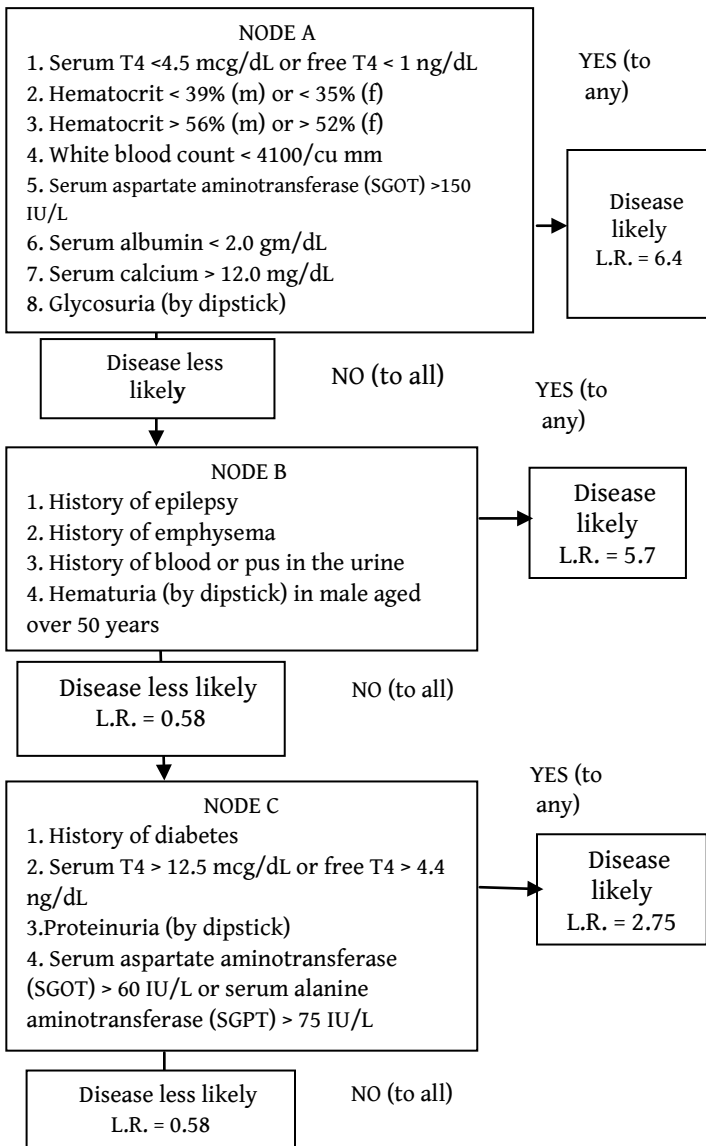 NODE A
1. Serum T4 <4.5 mcg/dL or free T4 < 1 ng/dL
2. Hematocrit < 39% (m) or < 35% (f)
3. Hematocrit > 56% (m) or > 52% (f)
4. White blood count < 4100/cu mm
5. Serum aspartate aminotransferase (SGOT) >150
IU/L
6. Serum albumin < 2.0 gm/dL
7. Serum calcium > 12.0 mg/dL
8. Glycosuria (by dipstick)
YES (to
any)
Disease
likely
L.R. = 6.4
Disease less
likely
NO (to all)
YES (to
any)
NODE B
1. History of epilepsy
2. History of emphysema
3. History of blood or pus in the urine
4. Hematuria (by dipstick) in male aged
over 50 years
Disease
likely
L.R. = 5.7
Disease less likely
L.R. = 0.58
NO (to all)
YES (to
any)
NODE C
1. History of diabetes
2. Serum T4 > 12.5 mcg/dL or free T4 > 4.4
ng/dL
3.Proteinuria (by dipstick)
4. Serum aspartate aminotransferase
(SGOT) > 60 IU/L or serum alanine
aminotransferase (SGPT) > 75 IU/L
Disease
likely
L.R. = 2.75
Disease less likely
L.R. = 0.58
NO (to all)